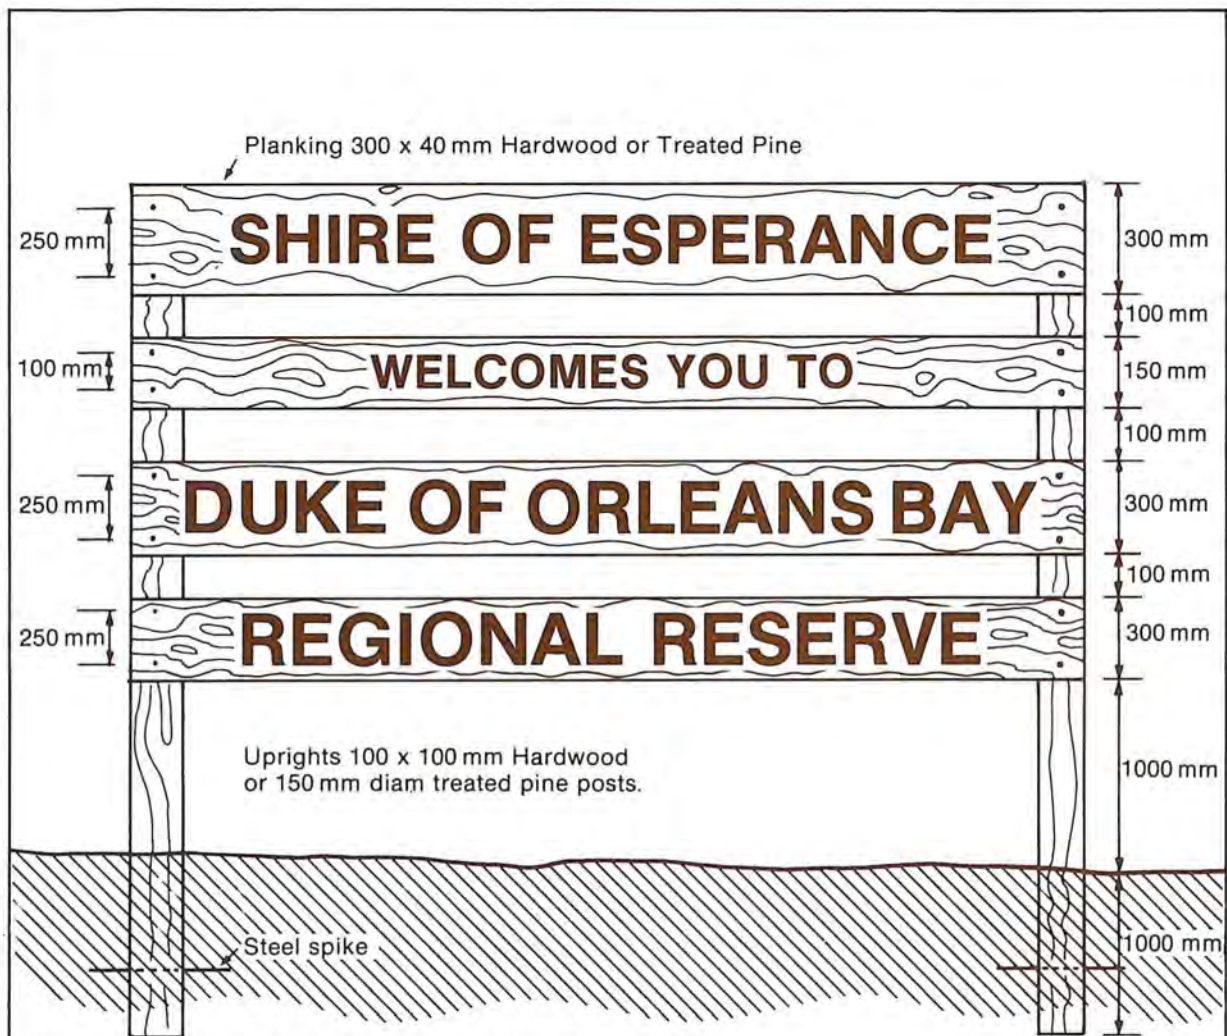 Planking 300 x 40 mm Hardwood or Treated Pine
250 mm
SHIRE OF ESPERANCE
300 mm
100 mm
100 mm
WELCOMES YOU TO
150 mm
100 mm
250 mm
DUKE OF ORLEANS BAY
300 mm
100 mm
250 mm
REGIONAL RESERVE
300 mm
Uprights 100 x 100 mm Hardwood
or 150 mm diam treated pine posts.
1000 mm
Steel spike
1000 mm